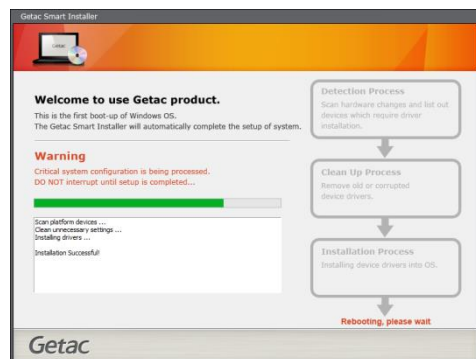 Getac Smart Installer
Getac
Welcome to use Getac product.
This is the first boot-up of Windows OS.
The Getac Smart Installer will automatically complete the setup of system.
Warning
Critical system configuration is being processed.
DO NOT interrupt until setup is completed...
Scan platform devices ...
Clean unnecessary settings ...
Installing drivers ...
Installation Successful!
Detection Process
Scan hardware changes and list out
devices which require driver
installation.
Clean Up Process
Remove old or corrupted
device drivers.
Installation Process
Installing device drivers into OS.
Rebooting, please wait
Getac